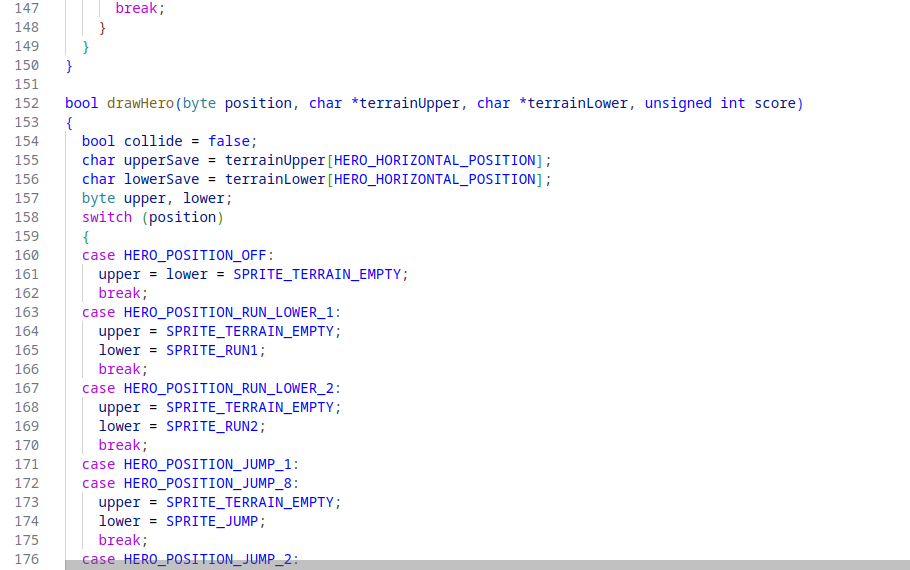 147       break;
148     }
149   }
150 }
151
152 bool drawHero(byte position, char *terrainUpper, char *terrainLower, unsigned int score)
153 {
154   bool collide = false;
155   char upperSave = terrainUpper[HERO_HORIZONTAL_POSITION];
156   char lowerSave = terrainLower[HERO_HORIZONTAL_POSITION];
157   byte upper, lower;
158   switch (position)
159   {
160   case HERO_POSITION_OFF:
161     upper = lower = SPRITE_TERRAIN_EMPTY;
162     break;
163   case HERO_POSITION_RUN_LOWER_1:
164     upper = SPRITE_TERRAIN_EMPTY;
165     lower = SPRITE_RUN1;
166     break;
167   case HERO_POSITION_RUN_LOWER_2:
168     upper = SPRITE_TERRAIN_EMPTY;
169     lower = SPRITE_RUN2;
170     break;
171   case HERO_POSITION_JUMP_1:
172   case HERO_POSITION_JUMP_8:
173     upper = SPRITE_TERRAIN_EMPTY;
174     lower = SPRITE_JUMP;
175     break;
176   case HERO_POSITION_JUMP_2: